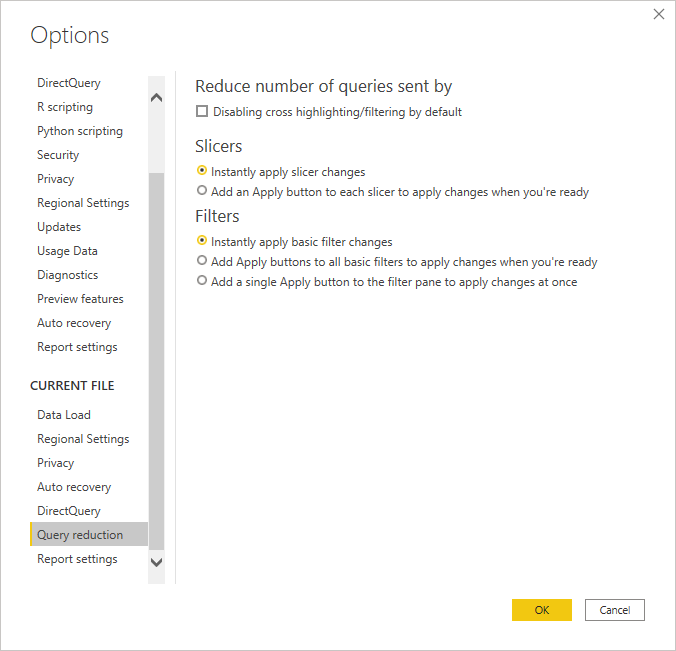 Options
DirectQuery
R scripting
Python scripting
Security
Privacy
Regional Settings
Updates
Usage Data
Diagnostics
Preview features
Auto recovery
Report settings
CURRENT FILE
Data Load
Regional Settings
Privacy
Auto recovery
DirectQuery
Query reduction
Report settings
Reduce number of queries sent by
Disabling cross highlighting/filtering by default
Slicers
Instantly apply slicer changes
Add an Apply button to each slicer to apply changes when you're ready
Filters
Instantly apply basic filter changes
Add Apply buttons to all basic filters to apply changes when you're ready
Add a single Apply button to the filter pane to apply changes at once
OK
Cancel